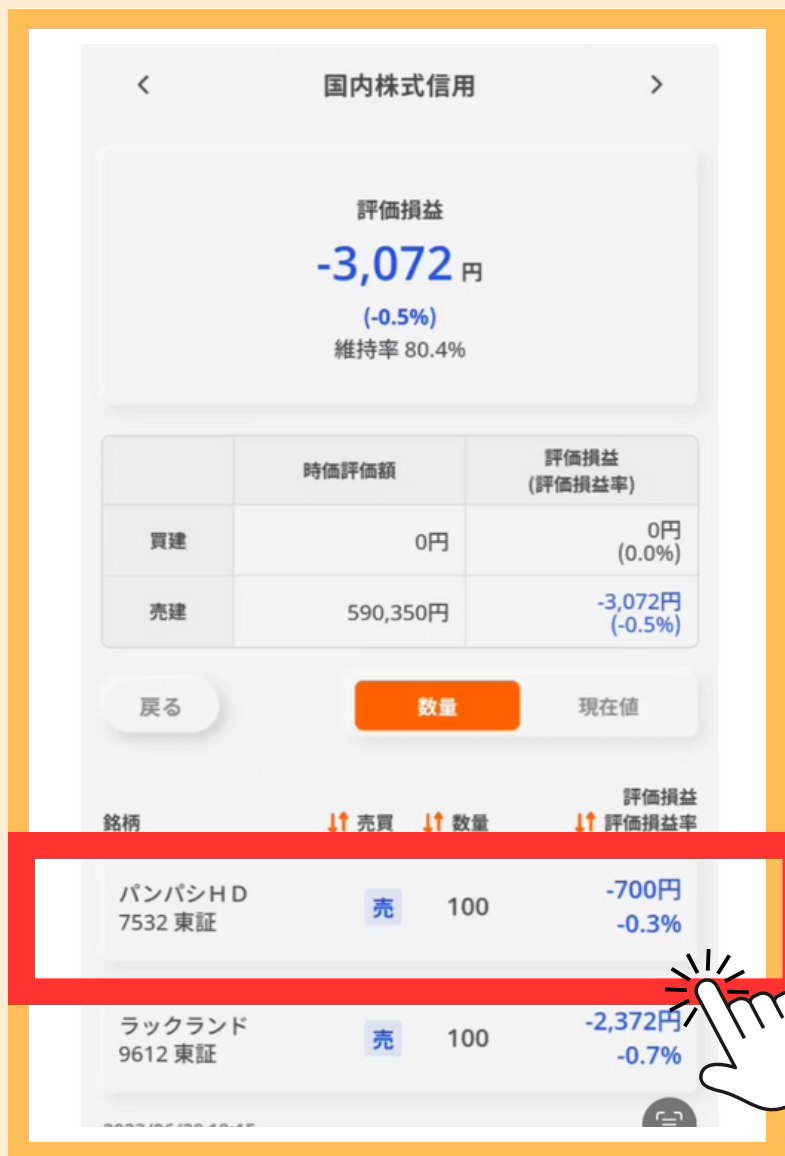 国内株式信用
評価損益
-3,072 円
(-0.5%)
維持率 80.4%
時価評価額 評価損益
(評価損益率)
買建 0円 0円
(0.0%)
売建 590,350円 -3,072円
(-0.5%)
戻る 数量 現在値
評価損益
銘柄 売買 数量 評価損益率
パンパシHD 売 100 -700円
7532 東証 -0.3%
ラックランド 売 100 -2,372円
9612 東証 -0.7%